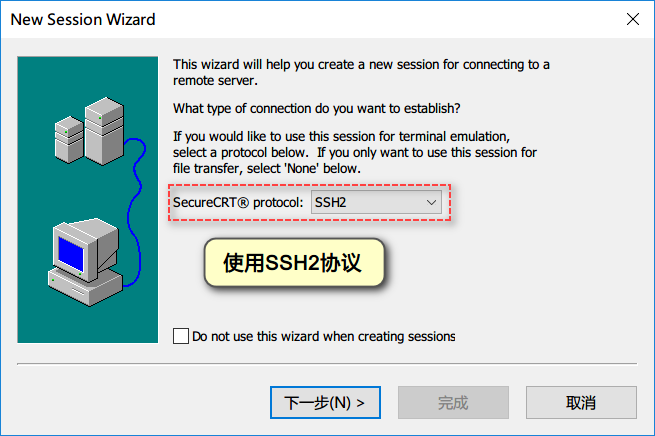 New Session Wizard
This wizard will help you create a new session for connecting to a
remote server.
What type of connection do you want to establish?
If you would like to use this session for terminal emulation,
select a protocol below.  If you only want to use this session for
file transfer, select 'None' below.
SecureCRT® protocol: SSH2
使用SSH2协议
Do not use this wizard when creating sessions
下一步(N) > 完成 取消